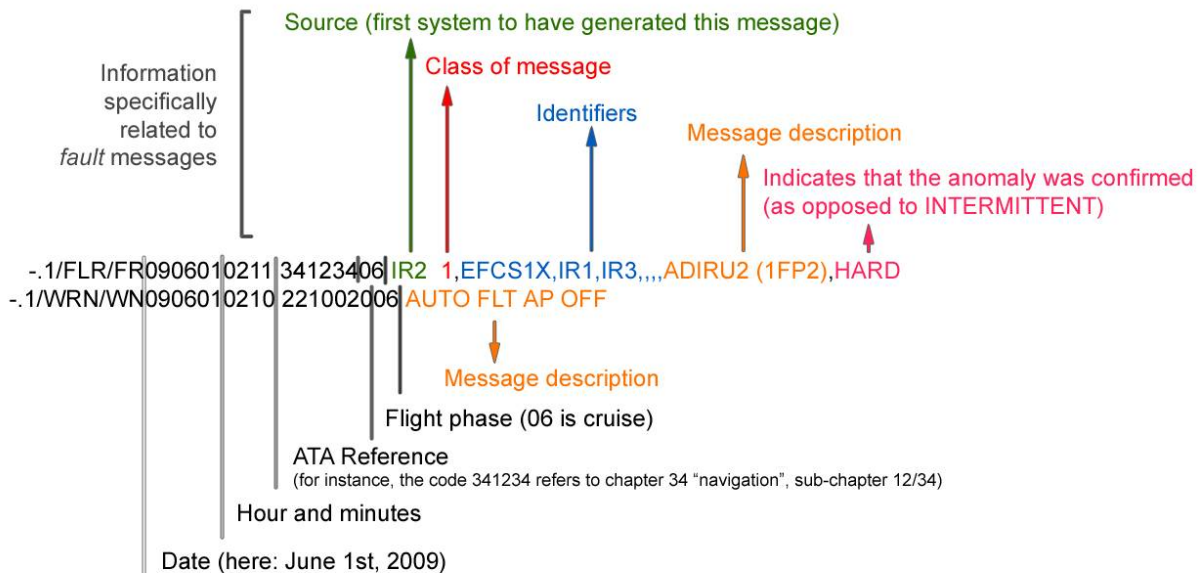 Source (first system to have generated this message)
Class of message
Information
specifically
related to
fault messages
Identifiers
Message description
Indicates that the anomaly was confirmed
(as opposed to INTERMITTENT)
-.1/FLR/FR0906010211 34123406 IR2 1,EFCS1X,IR1,IR3,,,,ADIRU2 (1FP2),HARD
-.1/WRN/WN0906010210 221002006 AUTO FLT AP OFF
Message description
Flight phase (06 is cruise)
ATA Reference
(for instance, the code 341234 refers to chapter 34 “navigation”, sub-chapter 12/34)
Hour and minutes
Date (here: June 1st, 2009)